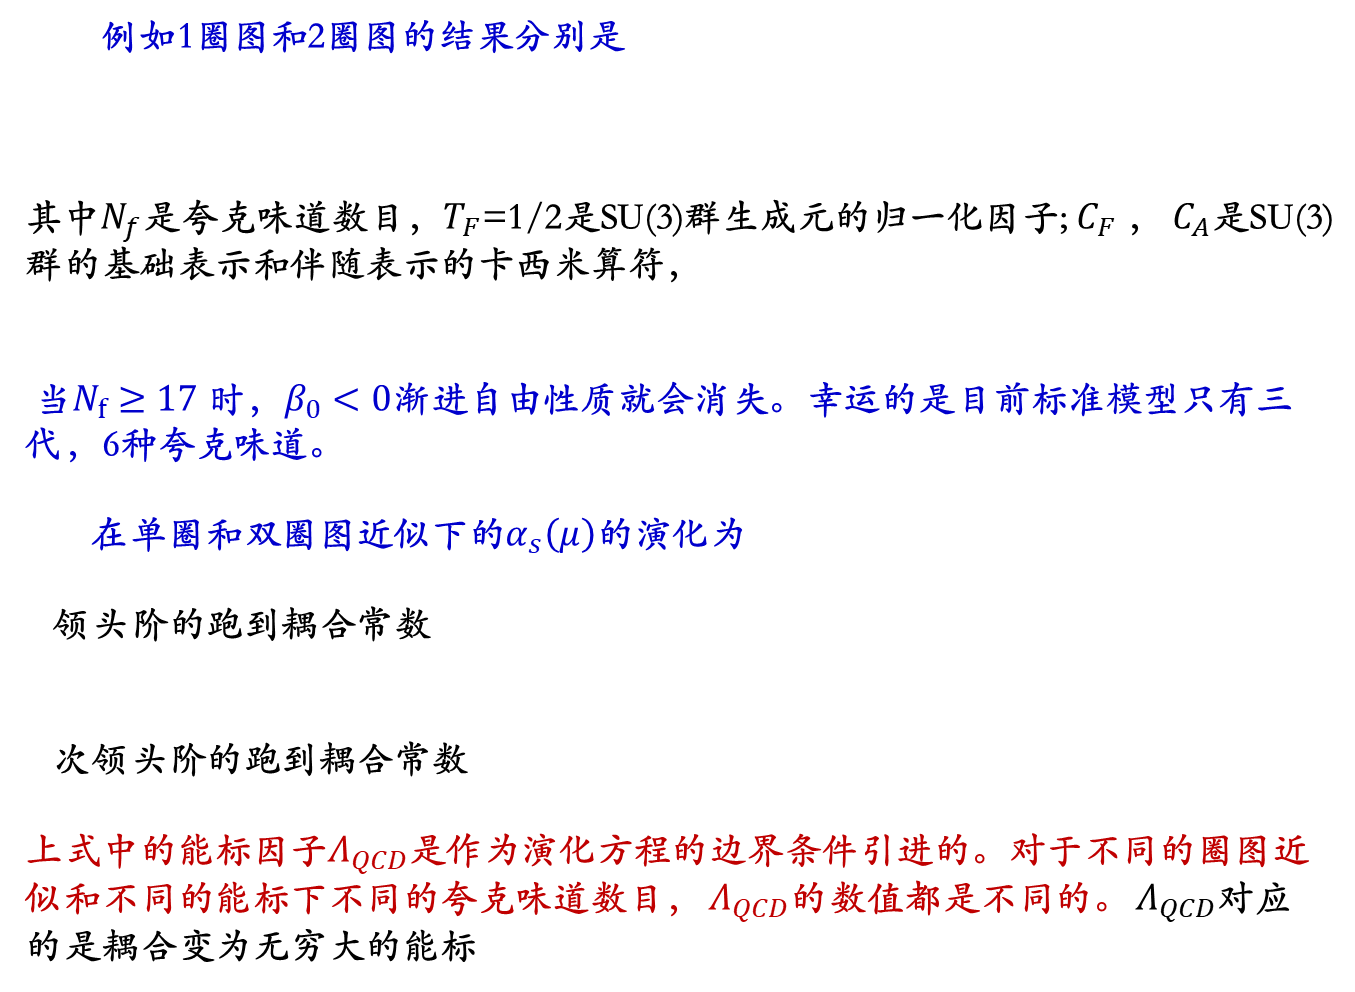 例如1圈图和2圈图的结果分别是
其中N_f是夸克味道数目，T_F=1/2是SU(3)群生成元的归一化因子; C_F ， C_A是SU(3)
群的基础表示和伴随表示的卡西米算符，
当N_f ≥ 17 时，β_0 < 0渐进自由性质就会消失。幸运的是目前标准模型只有三
代，6种夸克味道。
在单圈和双圈图近似下的α_s(μ)的演化为
领头阶的跑到耦合常数
次领头阶的跑到耦合常数
上式中的能标因子Λ_QCD是作为演化方程的边界条件引进的。对于不同的圈图近
似和不同的能标下不同的夸克味道数目，Λ_QCD的数值都是不同的。Λ_QCD对应
的是耦合变为无穷大的能标